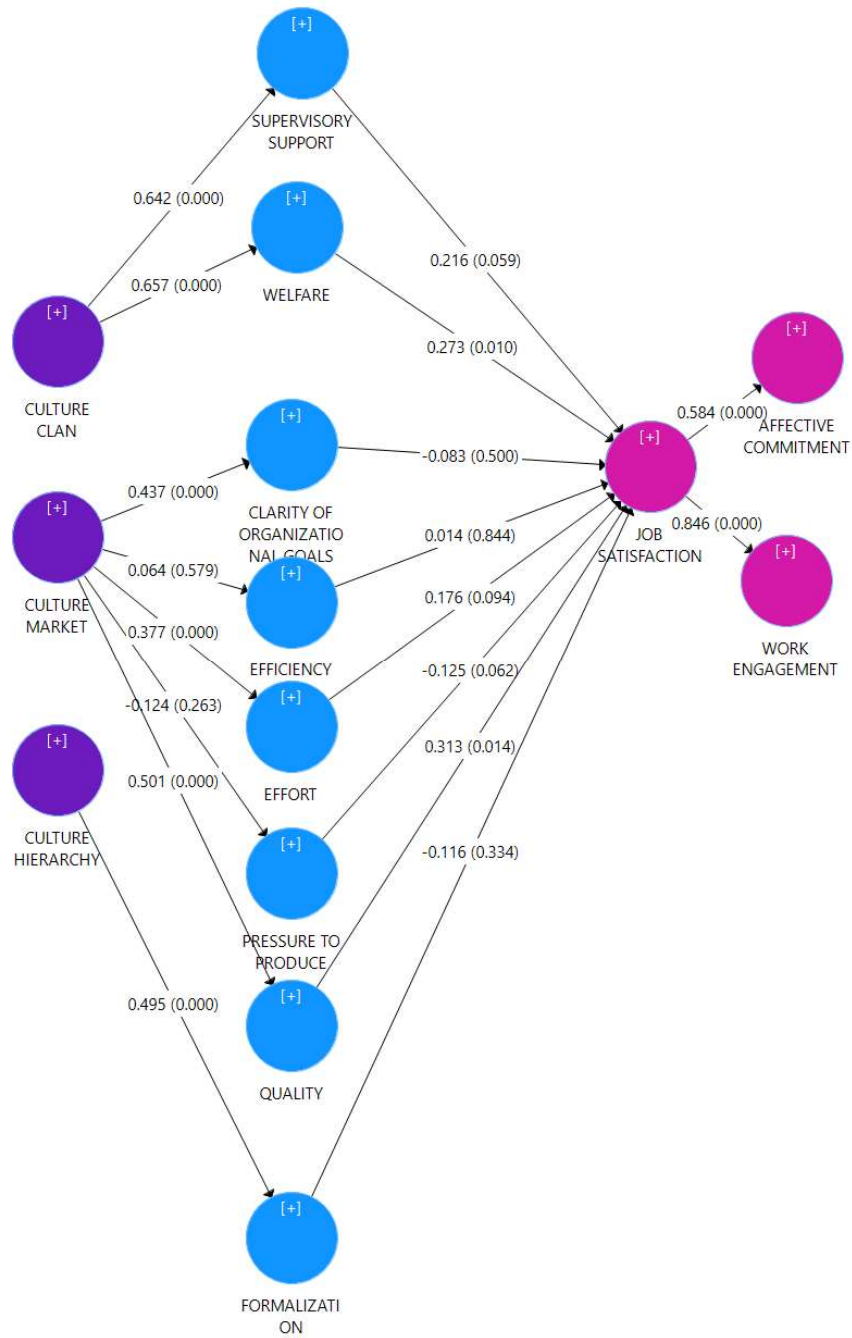 [+]
SUPERVISORY
SUPPORT
0.642 (0.000)
[+]
0.216 (0.059)
0.657 (0.000)
WELFARE
[+]
CULTURE
CLAN
0.273 (0.010)
[+]
AFFECTIVE
COMMITMENT
0.584 (0.000)
[+]
CLARITY OF
ORGANIZATIO
NAL GOALS
-0.083 (0.500)
[+]
JOB
SATISFACTION
0.437 (0.000)
[+]
CULTURE
MARKET
0.846 (0.000)
0.014 (0.844)
[+]
WORK
ENGAGEMENT
0.064 (0.579)
[+]
EFFICIENCY
0.176 (0.094)
0.377 (0.000)
-0.125 (0.062)
[+]
EFFORT
-0.124 (0.263)
[+]
CULTURE
HIERARCHY
0.313 (0.014)
0.501 (0.000)
[+]
PRESSURE TO
PRODUCE
-0.116 (0.334)
[+]
QUALITY
0.495 (0.000)
[+]
FORMALIZATI
ON